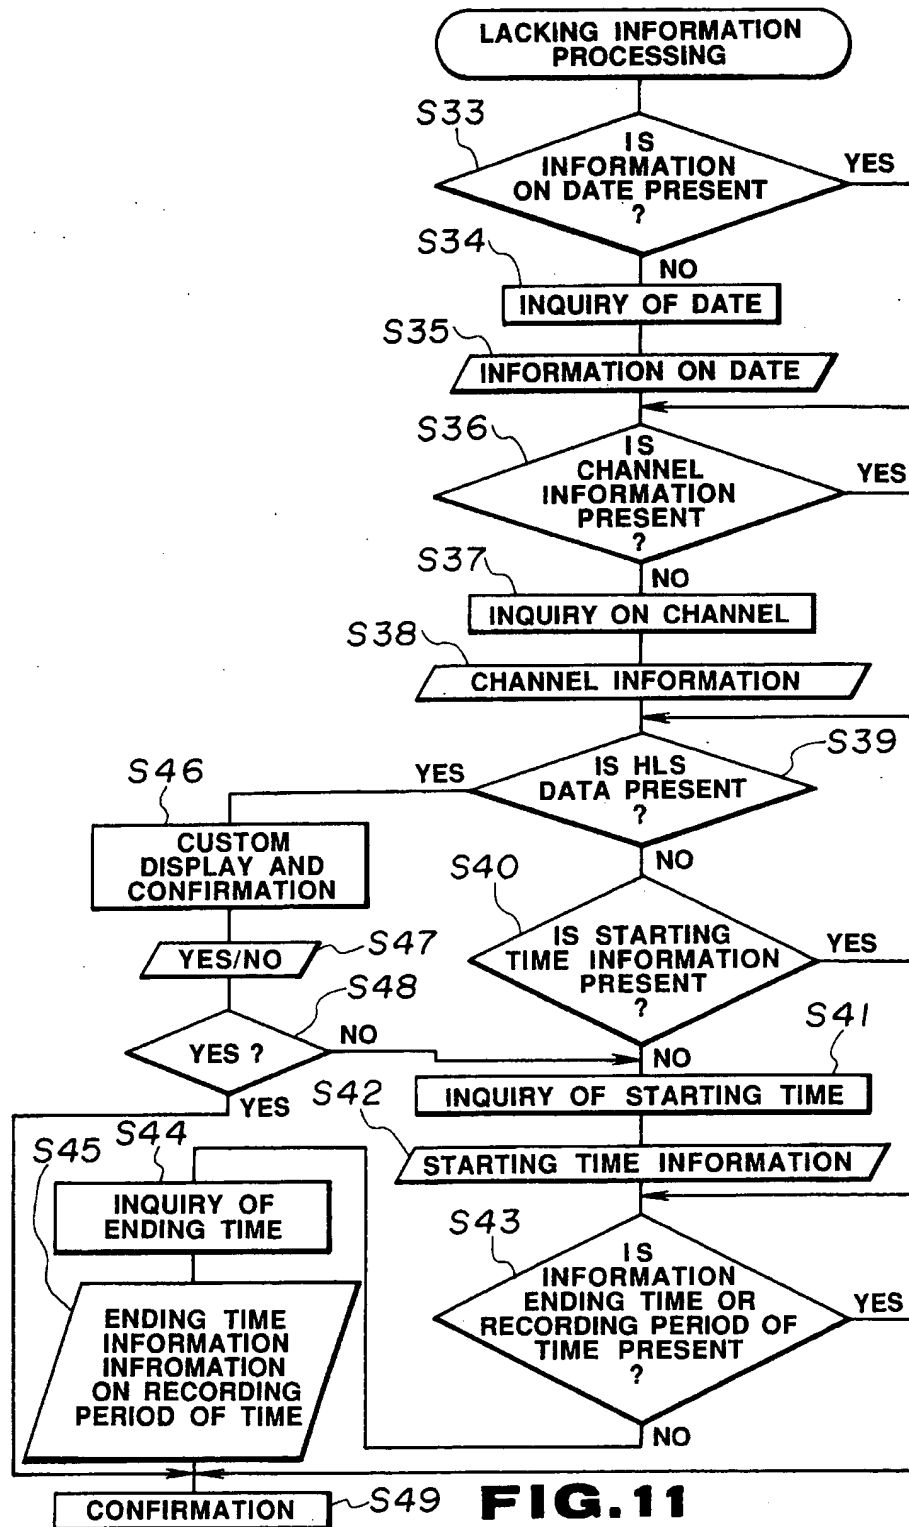 LACKING INFORMATION
PROCESSING
S33
IS
INFORMATION
ON DATE PRESENT
?
YES
S34
NO
INQUIRY OF DATE
S35
INFORMATION ON DATE
S36
IS
CHANNEL
INFORMATION
PRESENT
?
YES
S37
NO
INQUIRY ON CHANNEL
S38
CHANNEL INFORMATION
S39
IS HLS
DATA PRESENT
?
YES
NO
S46
CUSTOM
DISPLAY AND
CONFIRMATION
S47
YES/NO
S48
YES ?
NO
YES
S40
IS STARTING
TIME INFORMATION
PRESENT
?
YES
NO
S41
INQUIRY OF STARTING TIME
S42
STARTING TIME INFORMATION
S43
IS
INFORMATION
ENDING TIME OR
RECORDING PERIOD OF
TIME PRESENT
?
YES
NO
S44
INQUIRY OF
ENDING TIME
S45
ENDING TIME
INFORMATION
INFROMATION
ON RECORDING
PERIOD OF TIME
CONFIRMATION
S49
FIG.11